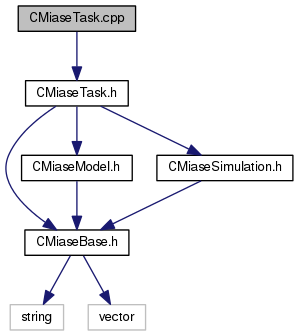 CMiaseTask.cpp
CMiaseTask.h
CMiaseModel.h
CMiaseSimulation.h
CMiaseBase.h
string
vector